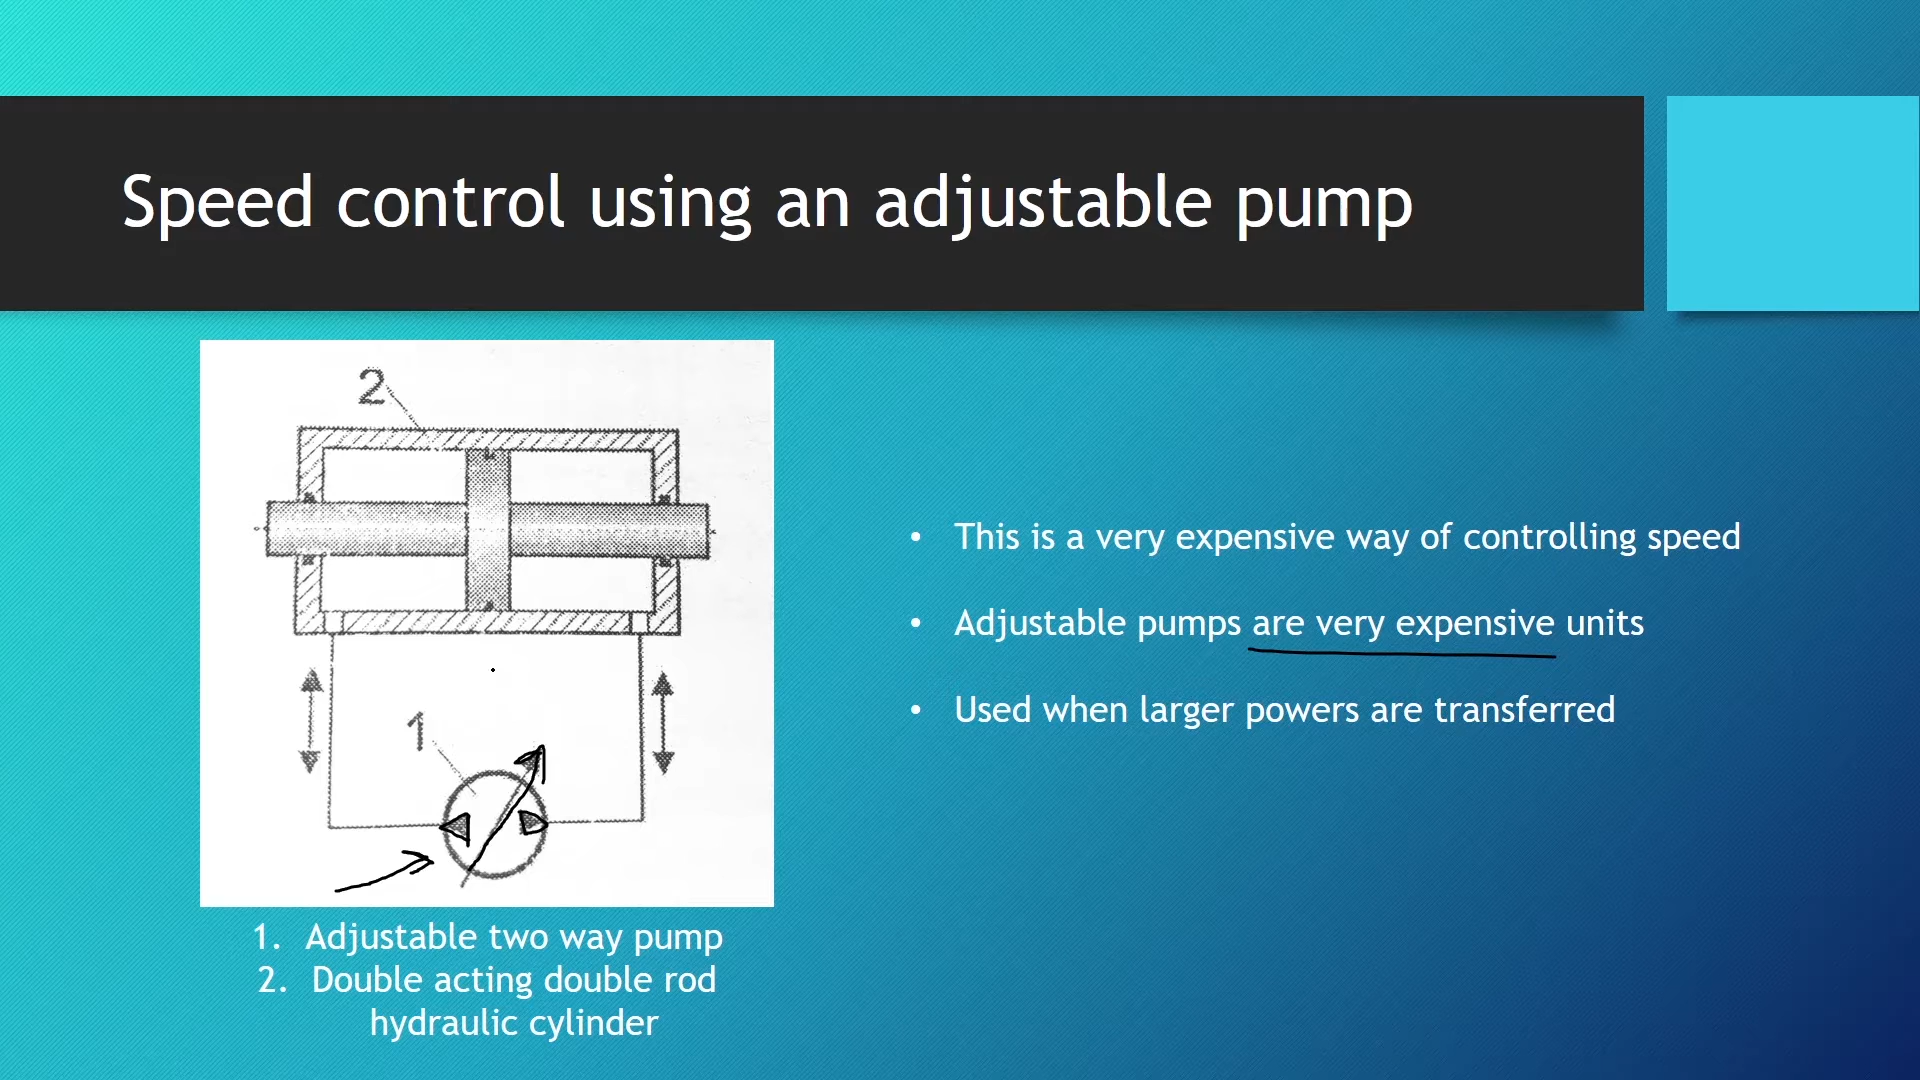 Speed control using an adjustable pump
2
1
1. Adjustable two way pump
2. Double acting double rod
hydraulic cylinder
• This is a very expensive way of controlling speed
• Adjustable pumps are very expensive units
• Used when larger powers are transferred